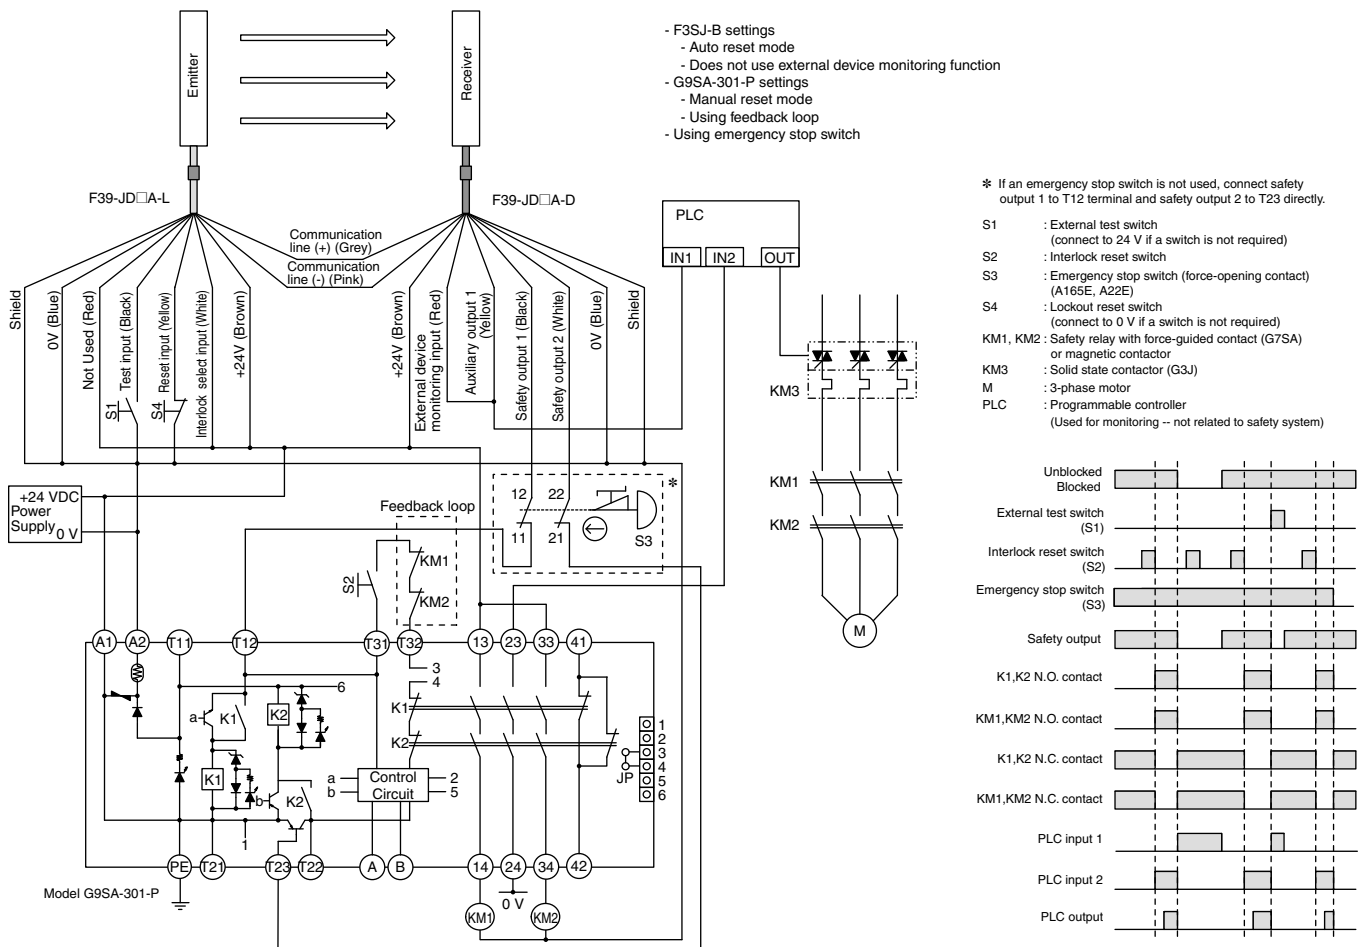 Emitter
Receiver
F39-JD□A-L
F39-JD□A-D
Communication
line (+) (Grey)
Communication
line (-) (Pink)
Shield
0V (Blue)
Not Used (Red)
Test input (Black)
Reset input (Yellow)
Interlock select input (White)
+24V (Brown)
S1
S4
+24V (Brown)
External device
monitoring input (Red)
Auxiliary output 1
(Yellow)
Safety output 1 (Black)
Safety output 2 (White)
0V (Blue)
Shield
- F3SJ-B settings
- Auto reset mode
- Does not use external device monitoring function
- G9SA-301-P settings
- Manual reset mode
- Using feedback loop
- Using emergency stop switch
PLC
IN1
IN2
OUT
KM3
KM1
KM2
M
+24 VDC
Power
Supply
0 V
Feedback loop
S2
KM1
KM2
12
22
11
21
S3
*
A1
A2
T11
T12
T31
T32
13
23
33
41
3
4
6
a
K1
K2
K1
K2
K1
b
K2
a
b
Control
Circuit
2
5
1
JP
1
2
3
4
5
6
PE
T21
T23
T22
A
B
14
24
34
42
Model G9SA-301-P
0 V
KM1
KM2
* If an emergency stop switch is not used, connect safety
output 1 to T12 terminal and safety output 2 to T23 directly.
S1 : External test switch
(connect to 24 V if a switch is not required)
S2 : Interlock reset switch
S3 : Emergency stop switch (force-opening contact)
(A165E, A22E)
S4 : Lockout reset switch
(connect to 0 V if a switch is not required)
KM1, KM2 : Safety relay with force-guided contact (G7SA)
or magnetic contactor
KM3 : Solid state contactor (G3J)
M : 3-phase motor
PLC : Programmable controller
(Used for monitoring -- not related to safety system)
Unblocked
Blocked
External test switch
(S1)
Interlock reset switch
(S2)
Emergency stop switch
(S3)
Safety output
K1,K2 N.O. contact
KM1,KM2 N.O. contact
K1,K2 N.C. contact
KM1,KM2 N.C. contact
PLC input 1
PLC input 2
PLC output